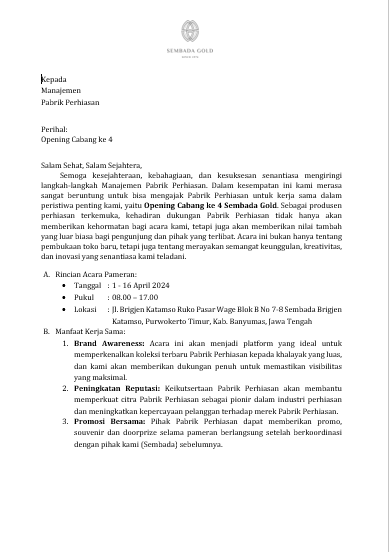 SEMBADA GOLD
Kepada
Manajemen
Pabrik Perhiasan
Perihal:
Opening Cabang ke 4
Salam Sehat, Salam Sejahtera,
Semoga kesejahteraan, kebahagiaan, dan kesuksesan senantiasa mengiringi
langkah-langkah Manajemen Pabrik Perhiasan. Dalam kesempatan ini kami merasa
sangat beruntung untuk bisa mengajak Pabrik Perhiasan untuk kerja sama dalam
peristiwa penting kami, yaitu Opening Cabang ke 4 Sembada Gold. Sebagai produsen
perhiasan terkemuka, kehadiran dukungan Pabrik Perhiasan tidak hanya akan
memberikan kehormatan bagi acara kami, tetapi juga akan memberikan nilai tambah
yang luar biasa bagi pengunjung dan pihak yang terlibat. Acara ini bukan hanya tentang
pembukaan toko baru, tetapi juga tentang merayakan semangat keunggulan, kreativitas,
dan inovasi yang senantiasa kami teladani.
A. Rincian Acara Pameran:
• Tanggal : 1 - 16 April 2024
• Pukul : 08.00 – 17.00
• Lokasi : Jl. Brigjen Katamso Ruko Pasar Wage Blok B No 7-8 Sembada Brigjen
Katamso, Purwokerto Timur, Kab. Banyumas, Jawa Tengah
B. Manfaat Kerja Sama:
1. Brand Awareness: Acara ini akan menjadi platform yang ideal untuk
memperkenalkan koleksi terbaru Pabrik Perhiasan kepada khalayak yang luas,
dan kami akan memberikan dukungan penuh untuk memastikan visibilitas
yang maksimal.
2. Peningkatan Reputasi: Keikutsertaan Pabrik Perhiasan akan membantu
memperkuat citra Pabrik Perhiasan sebagai pionir dalam industri perhiasan
dan meningkatkan kepercayaan pelanggan terhadap merek Pabrik Perhiasan.
3. Promosi Bersama: Pihak Pabrik Perhiasan dapat memberikan promo,
souvenir dan doorprize selama pameran berlangsung setelah berkoordinasi
dengan pihak kami (Sembada) sebelumnya.